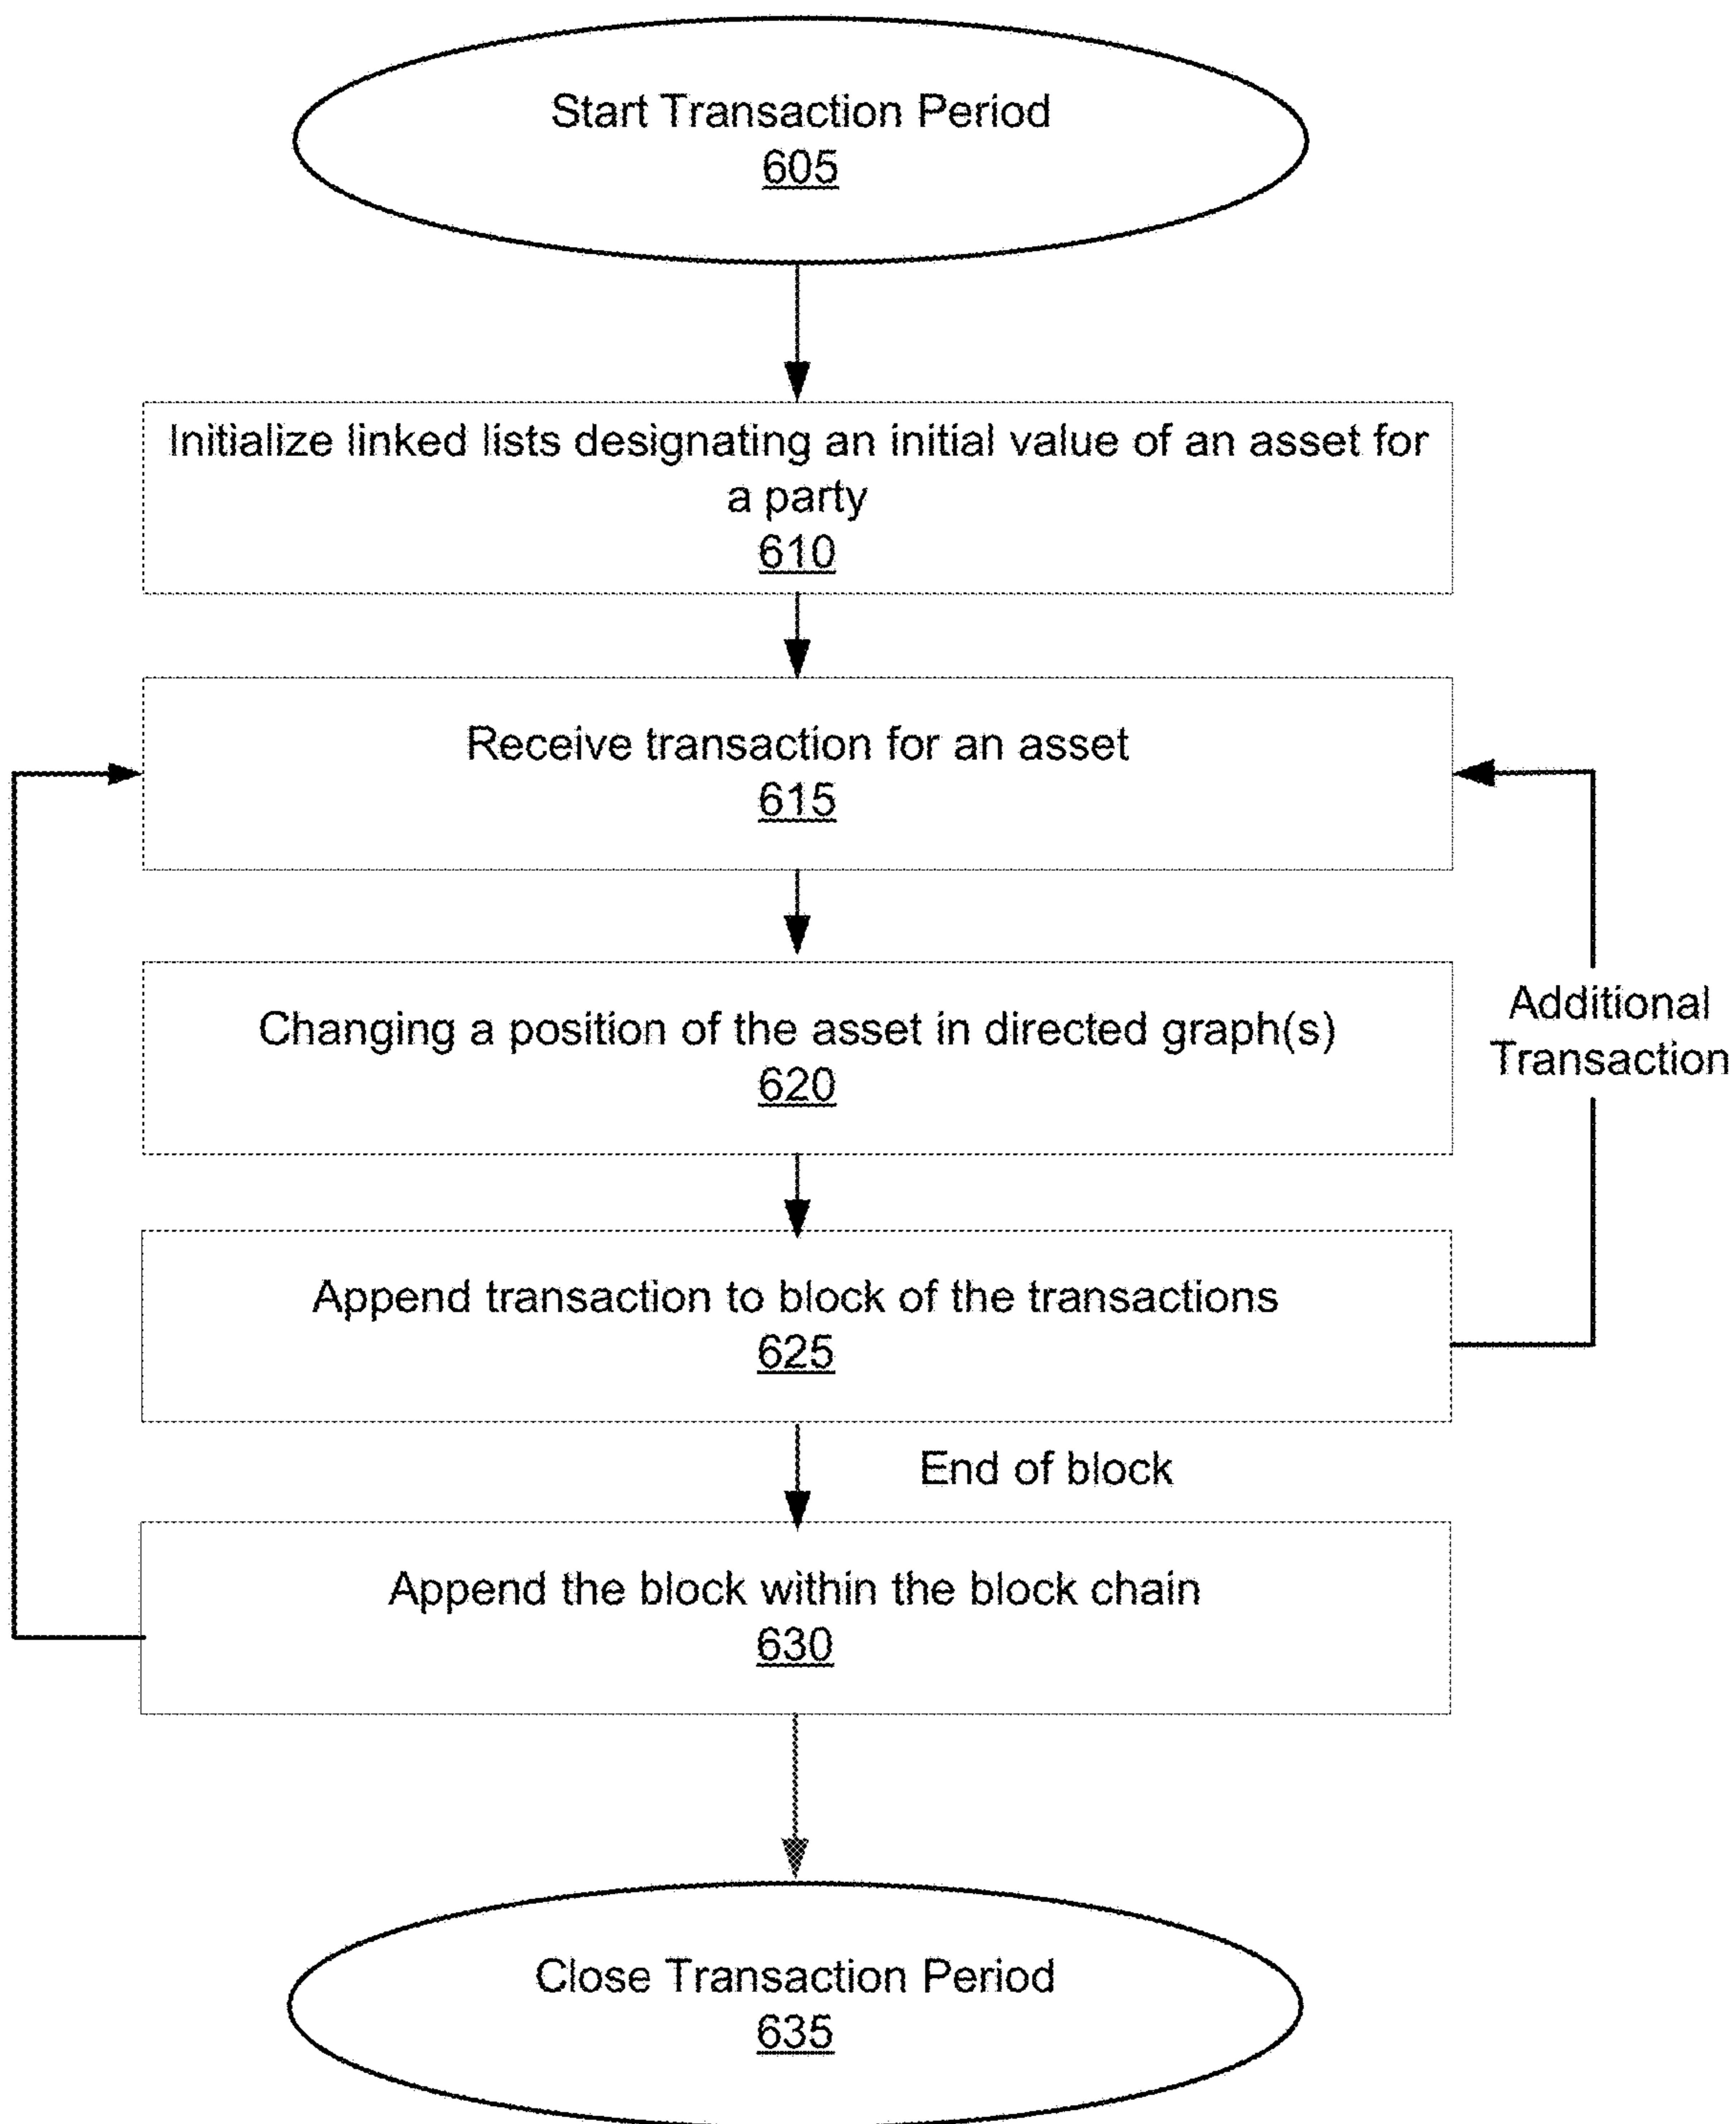 Start Transaction Period
605
Initialize linked lists designating an initial value of an asset for
a party
610
Receive transaction for an asset
615
Changing a position of the asset in directed graph(s)
620
Additional
Transaction
Append transaction to block of the transactions
625
End of block
Append the block within the block chain
630
Close Transaction Period
635